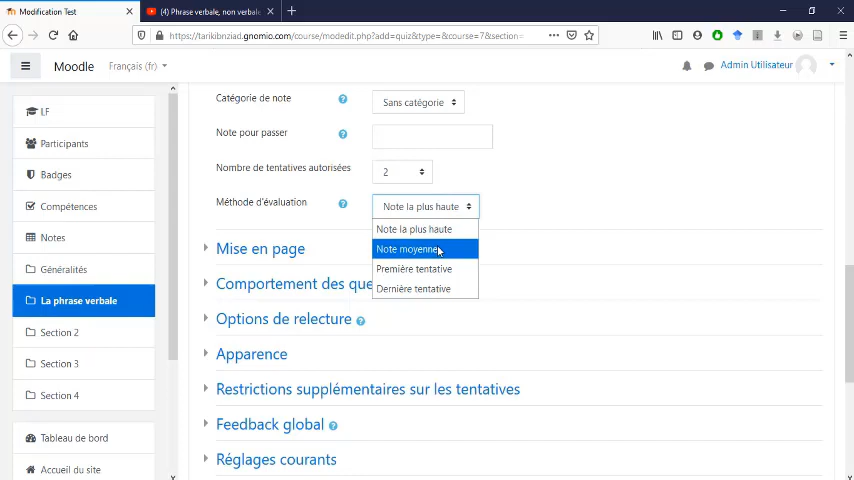 Modification Test
(4) Phrase verbale, non verbale
https://tarikibnziad.gnomio.com/course/modedit.php?add=quiz&type=&course=7&section=
Moodle
Français (fr)
Admin Utilisateur
LF
Participants
Badges
Compétences
Notes
Généralités
La phrase verbale
Section 2
Section 3
Section 4
Tableau de bord
Accueil du site
Catégorie de note
Sans catégorie
Note pour passer
Nombre de tentatives autorisées
2
Méthode d'évaluation
Note la plus haute
Note la plus haute
Note moyenne
Première tentative
Dernière tentative
Mise en page
Comportement des que
Options de relecture
Apparence
Restrictions supplémentaires sur les tentatives
Feedback global
Réglages courants